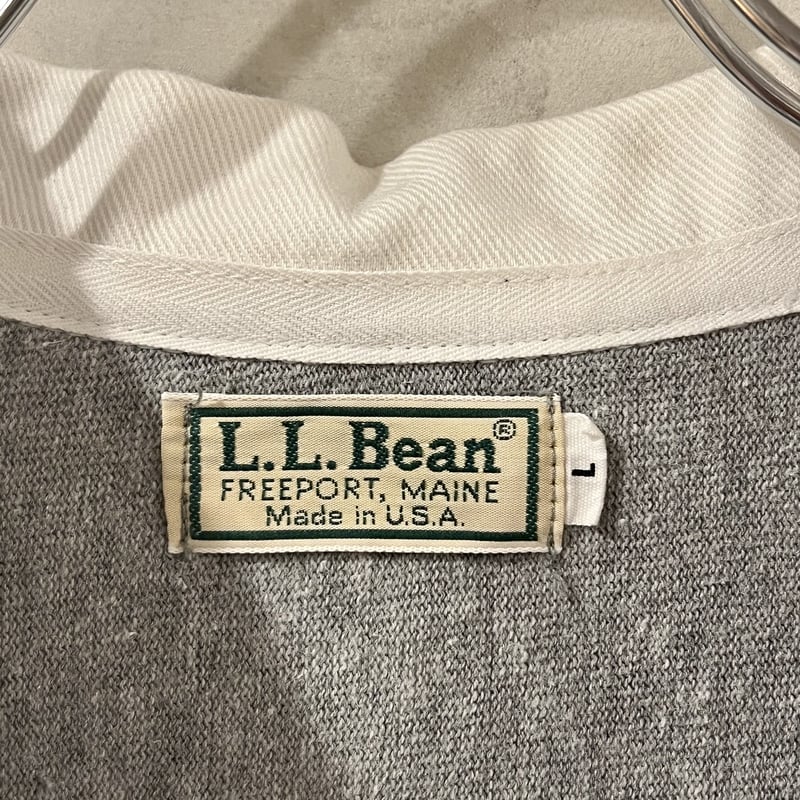 L.L.Bean®
FREEPORT, MAINE
Made in U.S.A.
L